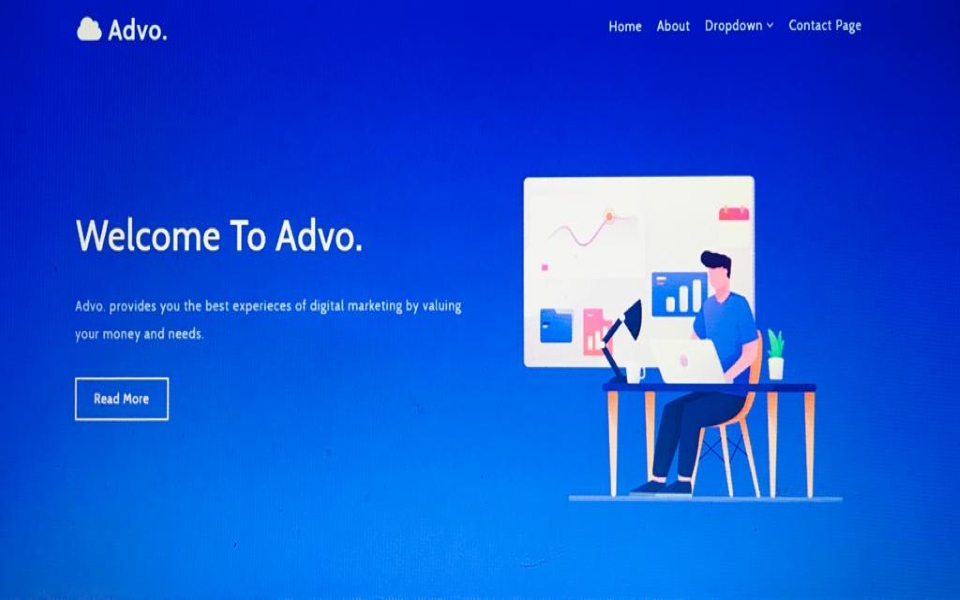 Advo.
Home About Dropdown Contact Page
Welcome To Advo.
Advo. provides you the best experieces of digital marketing by valuing
your money and needs.
Read More